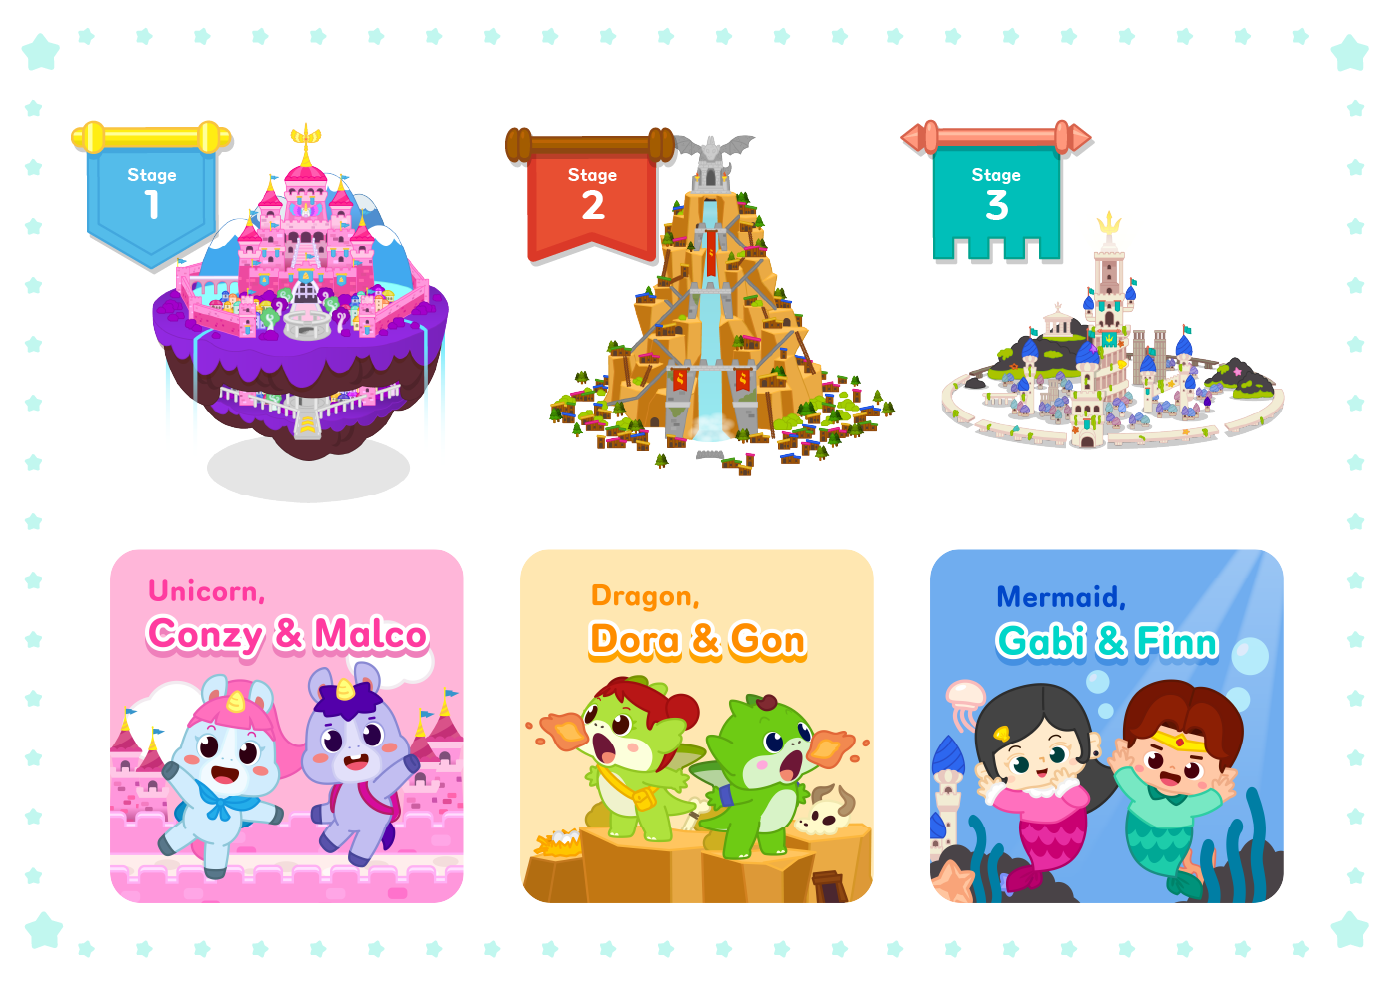 Stage
1
Stage
2
Stage
3
Unicorn,
Conzy & Malco
Dragon,
Dora & Gon
Mermaid,
Gabi & Finn